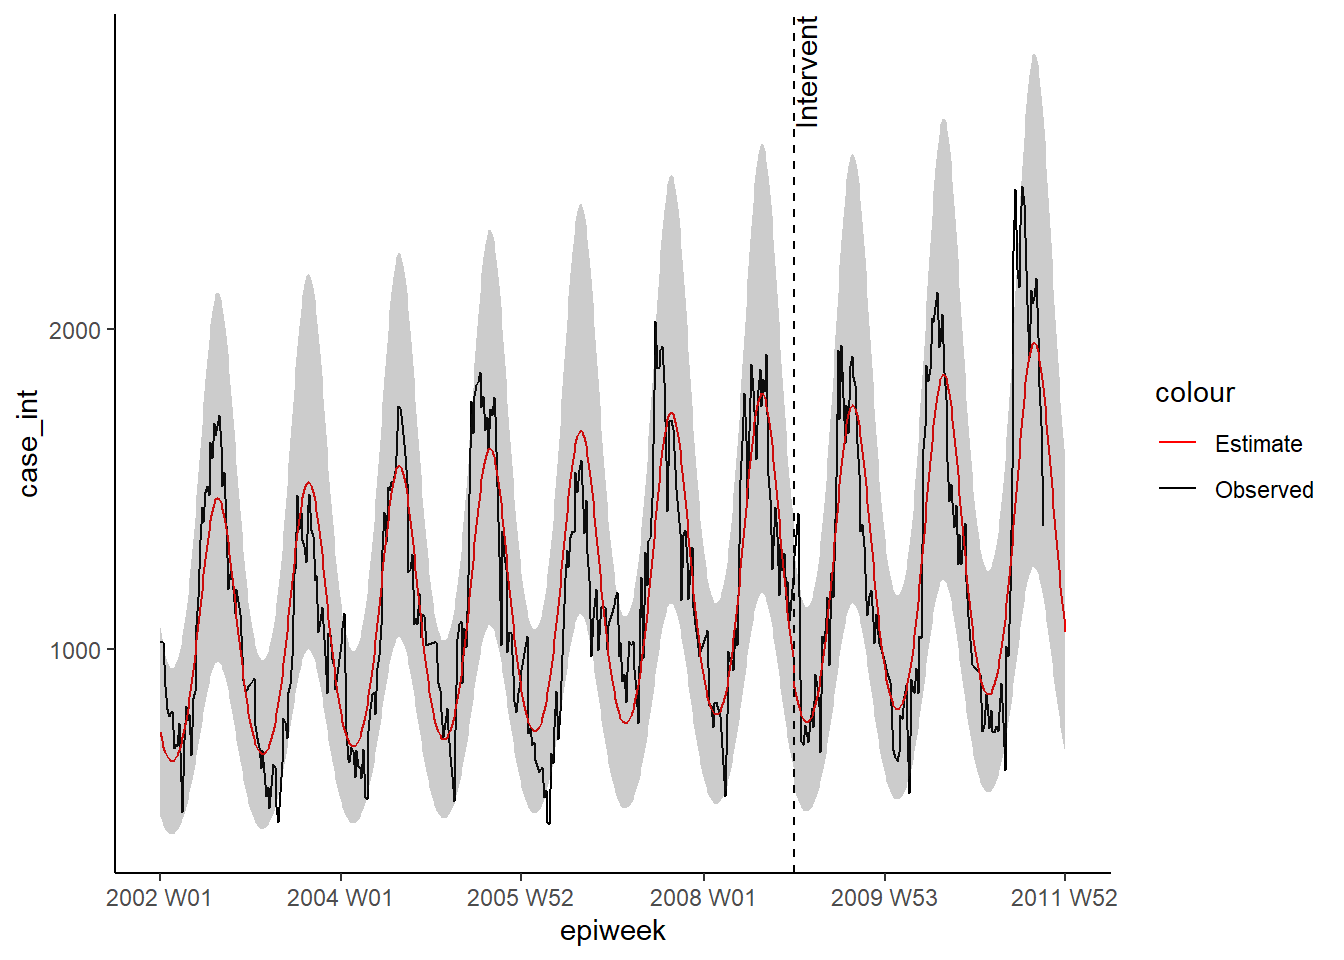 Intervent
2000
1000
case_int
2002 W01
2004 W01
2005 W52
2008 W01
2009 W53
2011 W52
epiweek
colour
Estimate
Observed